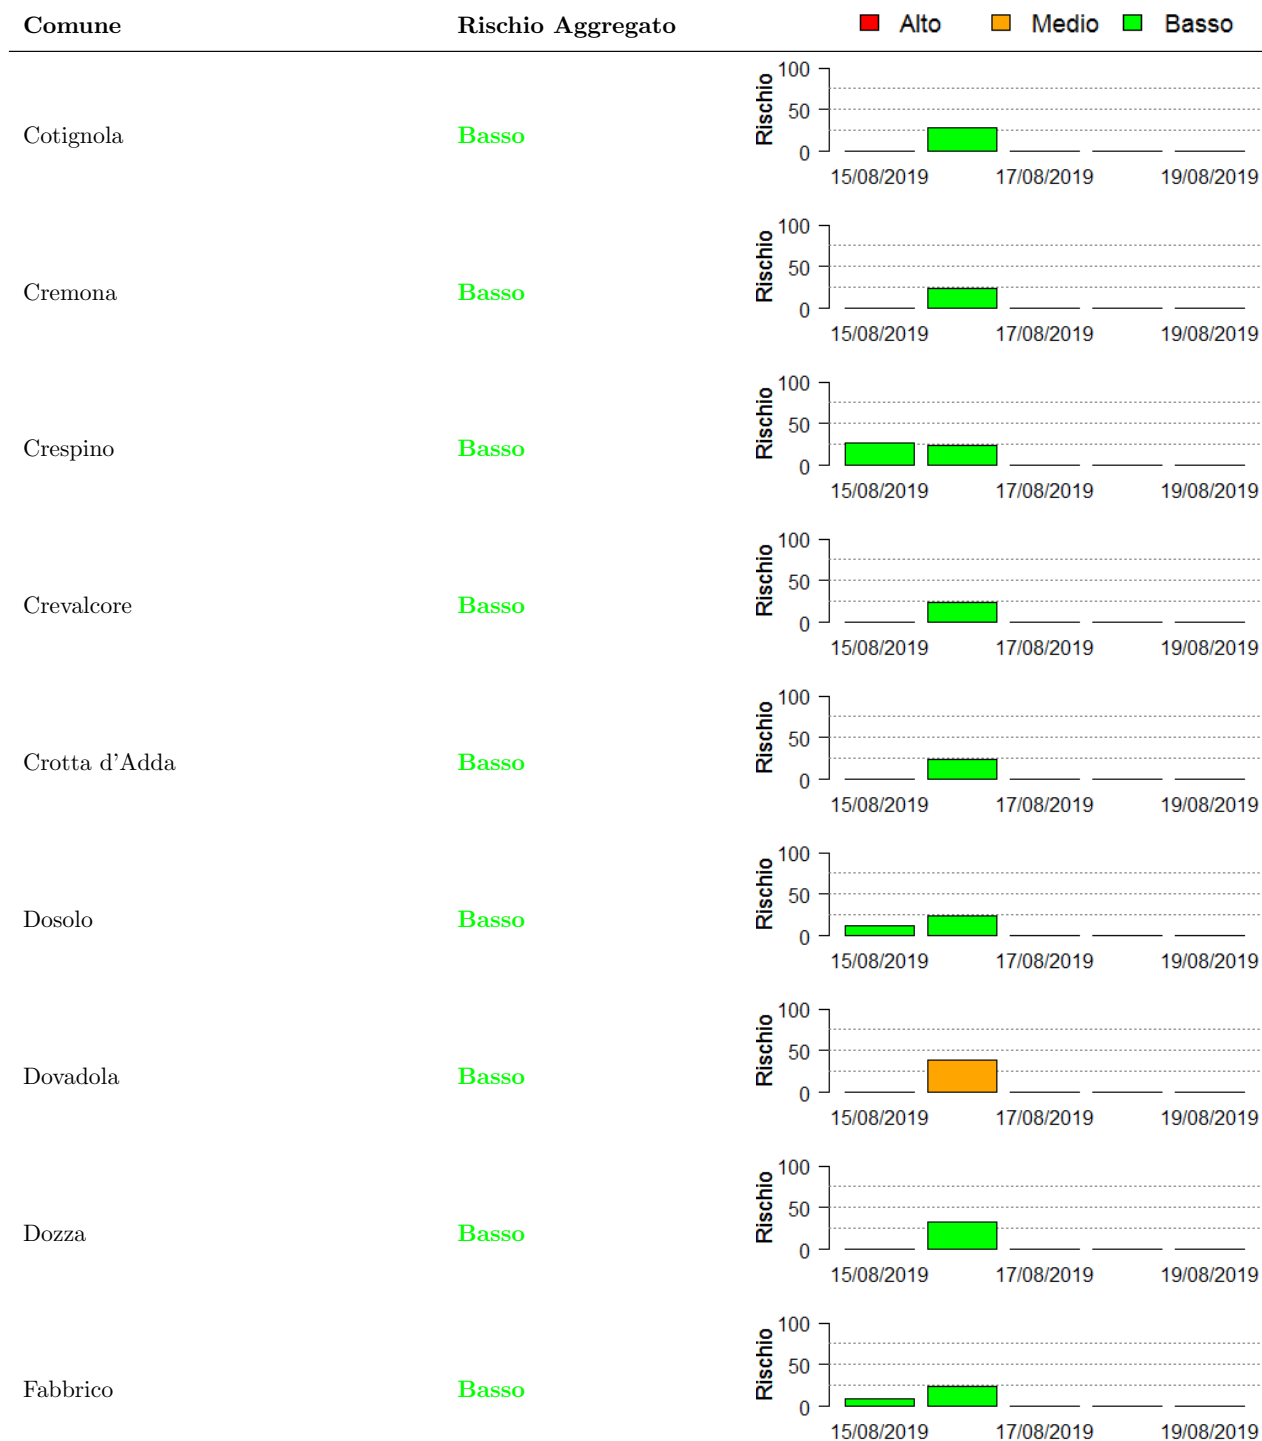 Comune Rischio Aggregato Alto Medio Basso
100
50
0
Rischio
Cotignola Basso
15/08/2019 17/08/2019 19/08/2019
100
50
0
Rischio
Cremona Basso
15/08/2019 17/08/2019 19/08/2019
100
50
0
Rischio
Crespino Basso
15/08/2019 17/08/2019 19/08/2019
100
50
0
Rischio
Crevalcore Basso
15/08/2019 17/08/2019 19/08/2019
100
50
0
Rischio
Crotta d'Adda Basso
15/08/2019 17/08/2019 19/08/2019
100
50
0
Rischio
Dosolo Basso
15/08/2019 17/08/2019 19/08/2019
100
50
0
Rischio
Dovadola Basso
15/08/2019 17/08/2019 19/08/2019
100
50
0
Rischio
Dozza Basso
15/08/2019 17/08/2019 19/08/2019
100
50
0
Rischio
Fabbrico Basso
15/08/2019 17/08/2019 19/08/2019